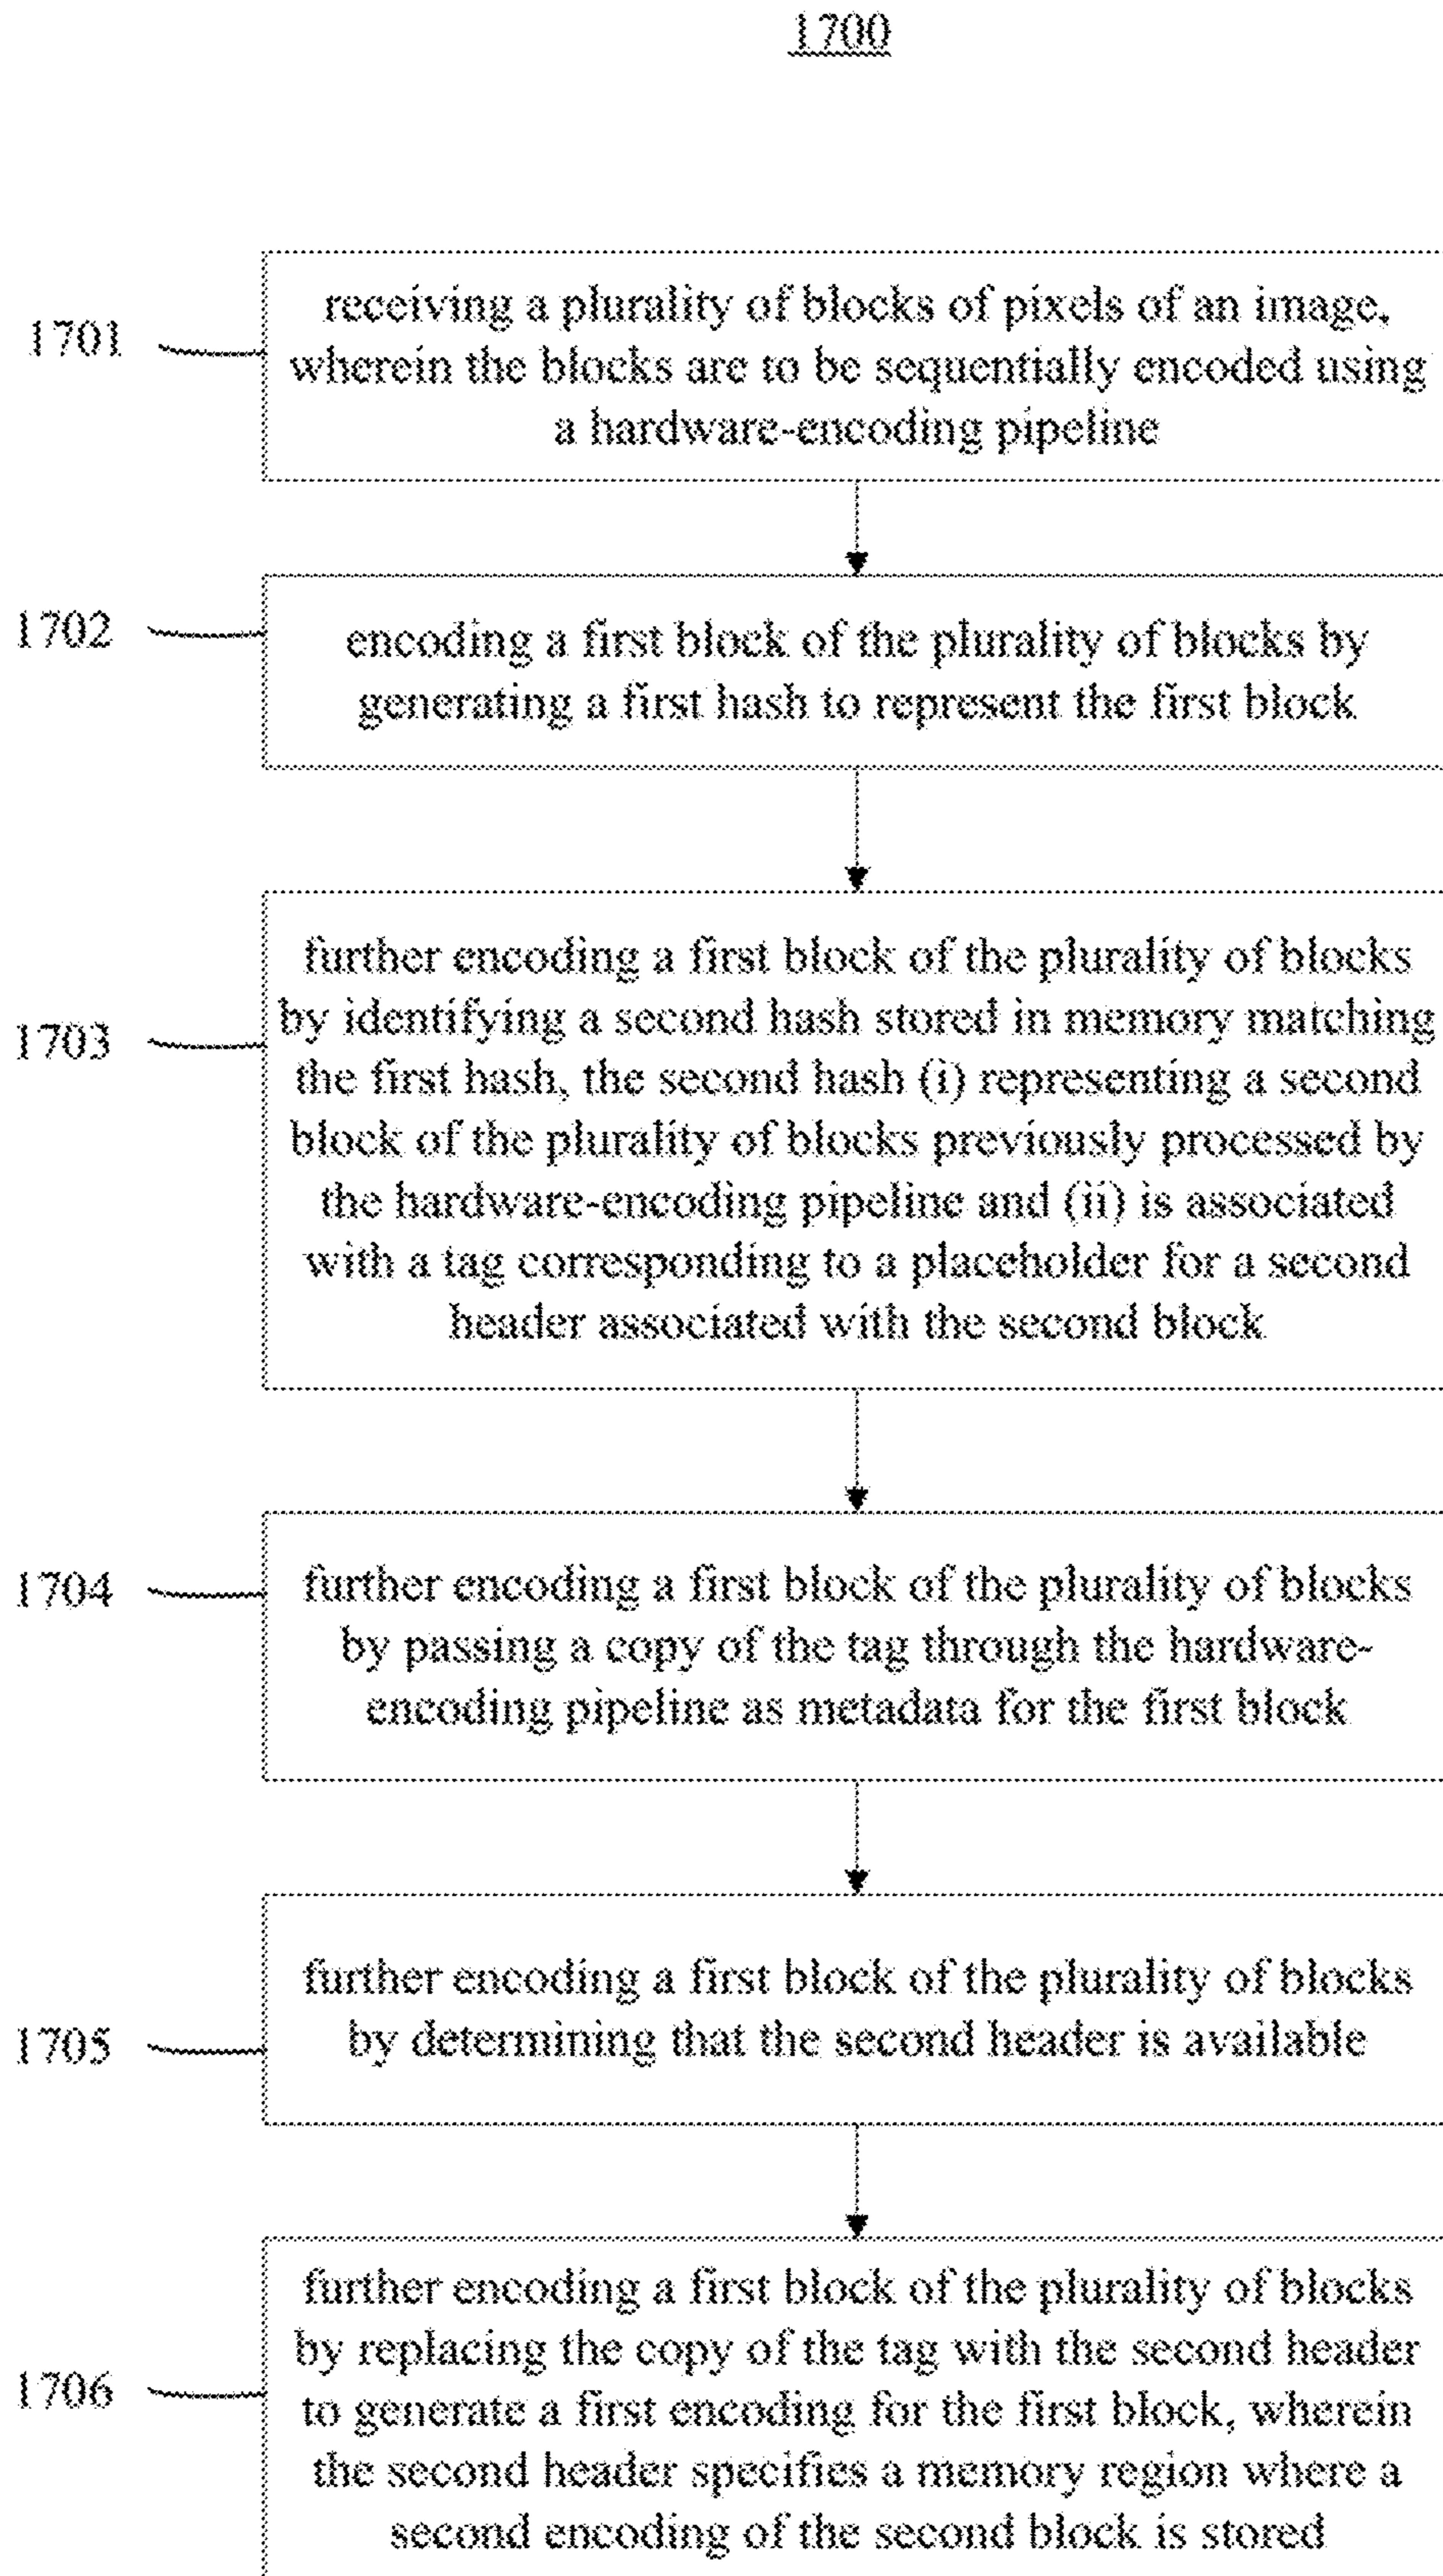 1700
1701
receiving a plurality of blocks of pixels of an image,
wherein the blocks are to be sequentially encoded using
a hardware-encoding pipeline
1702
encoding a first block of the plurality of blocks by
generating a first hash to represent the first block
1703
further encoding a first block of the plurality of blocks
by identifying a second hash stored in memory matching
the first hash, the second hash (i) representing a second
block of the plurality of blocks previously processed by
the hardware-encoding pipeline and (ii) is associated
with a tag corresponding to a placeholder for a second
header associated with the second block
1704
further encoding a first block of the plurality of blocks
by passing a copy of the tag through the hardware-
encoding pipeline as metadata for the first block
1705
further encoding a first block of the plurality of blocks
by determining that the second header is available
1706
further encoding a first block of the plurality of blocks
by replacing the copy of the tag with the second header
to generate a first encoding for the first block, wherein
the second header specifies a memory region where a
second encoding of the second block is stored